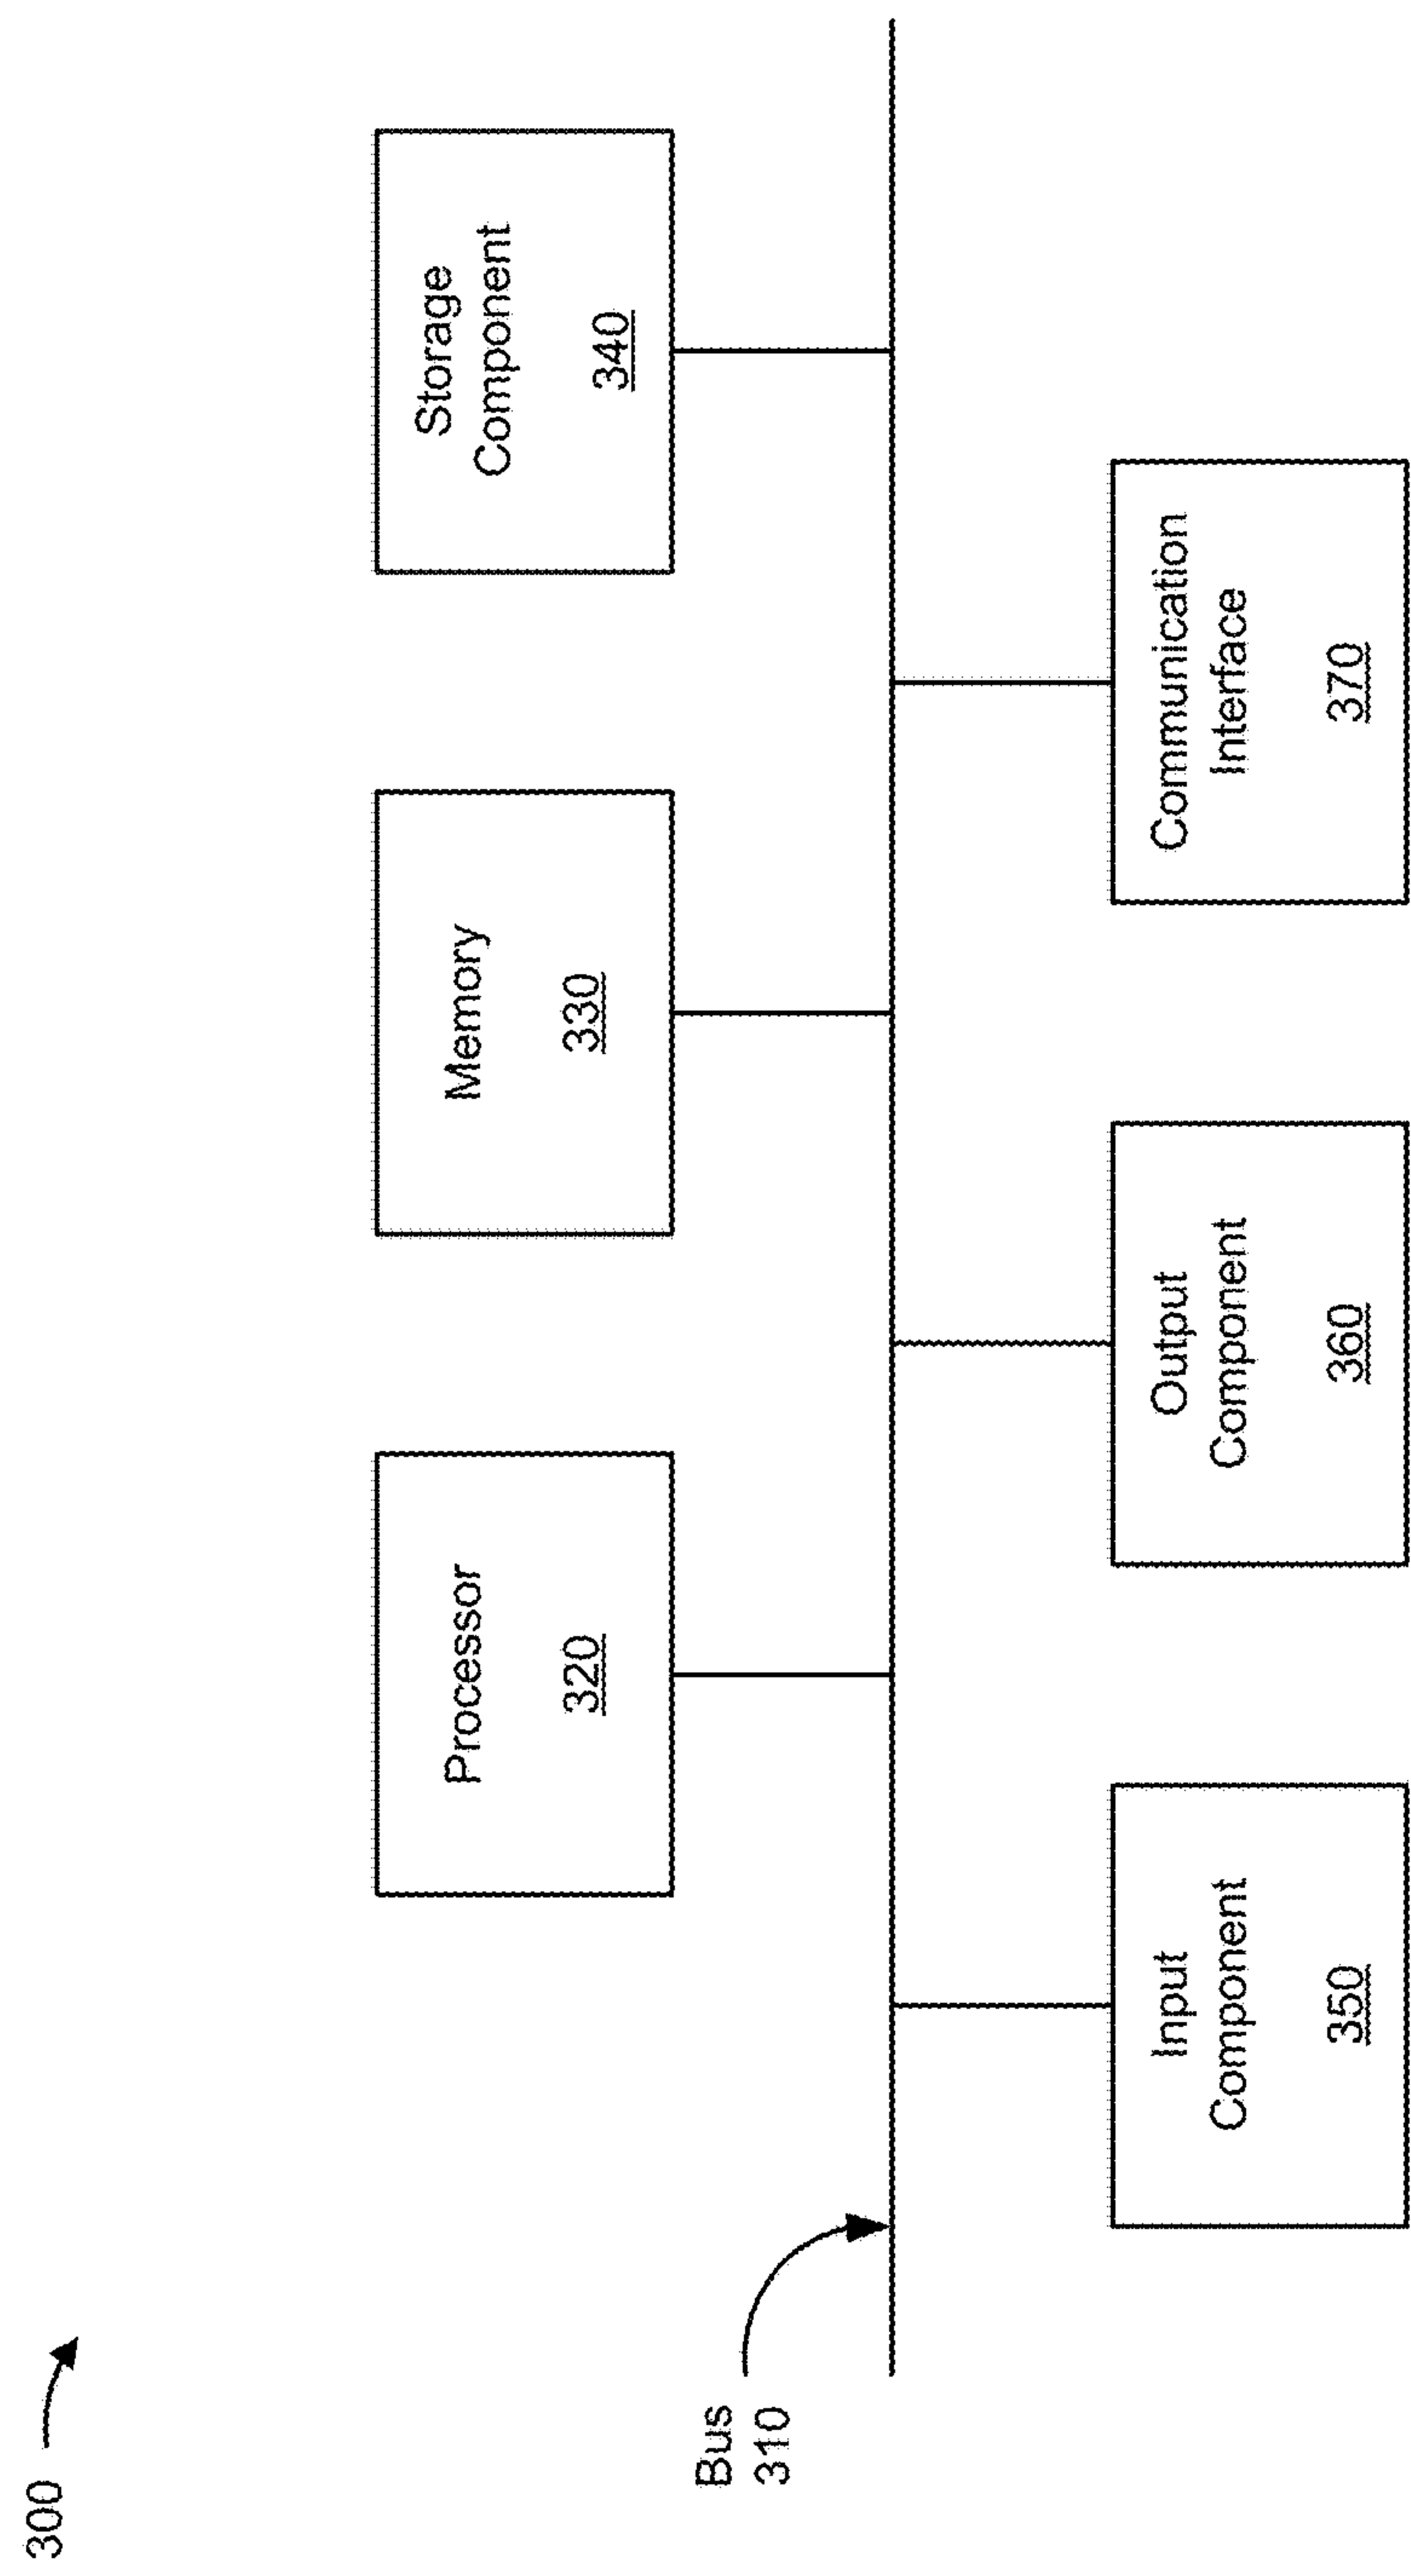 300
Processor
320
Memory
330
Storage
Component
340
Bus
310
Input
Component
350
Output
Component
360
Communication
Interface
370